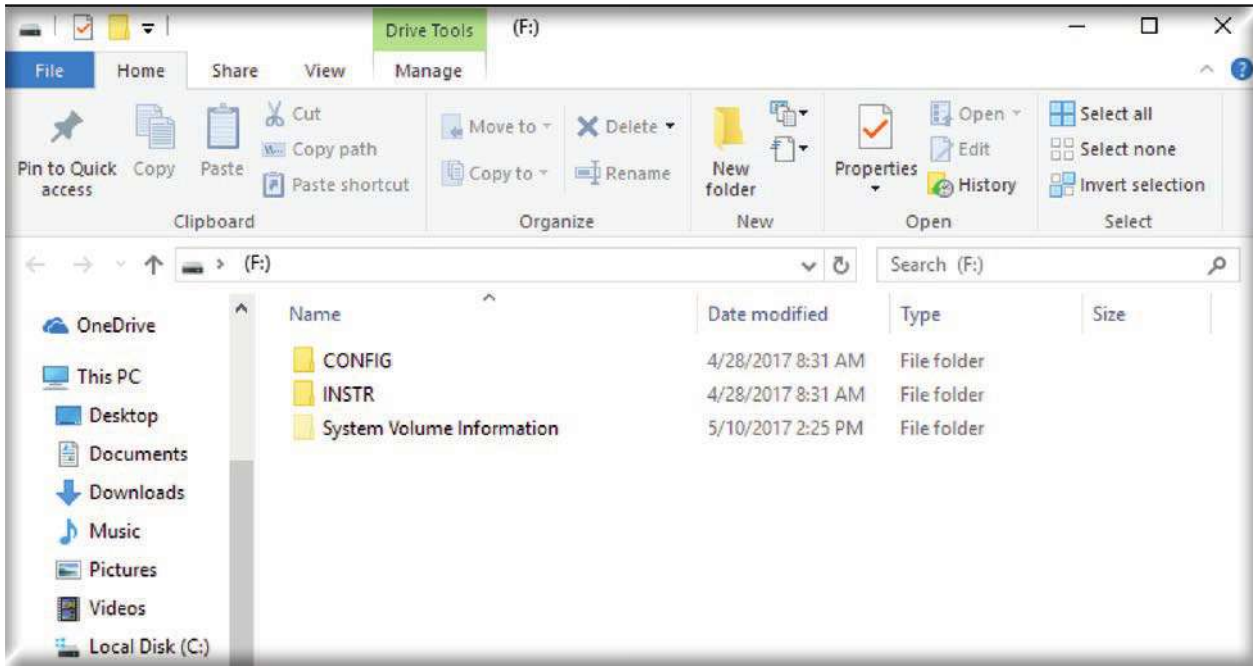 Drive Tools (F:)
File Home Share View Manage
Pin to Quick access
Copy
Paste
Cut
Copy path
Paste shortcut
Clipboard
Move to
Copy to
Delete
Rename
Organize
New folder
New
Properties
Open
Edit
History
Open
Select all
Select none
Invert selection
Select
(F:) Search (F:)
OneDrive
This PC
Desktop
Documents
Downloads
Music
Pictures
Videos
Local Disk (C:)
Name Date modified Type Size
CONFIG 4/28/2017 8:31 AM File folder
INSTR 4/28/2017 8:31 AM File folder
System Volume Information 5/10/2017 2:25 PM File folder